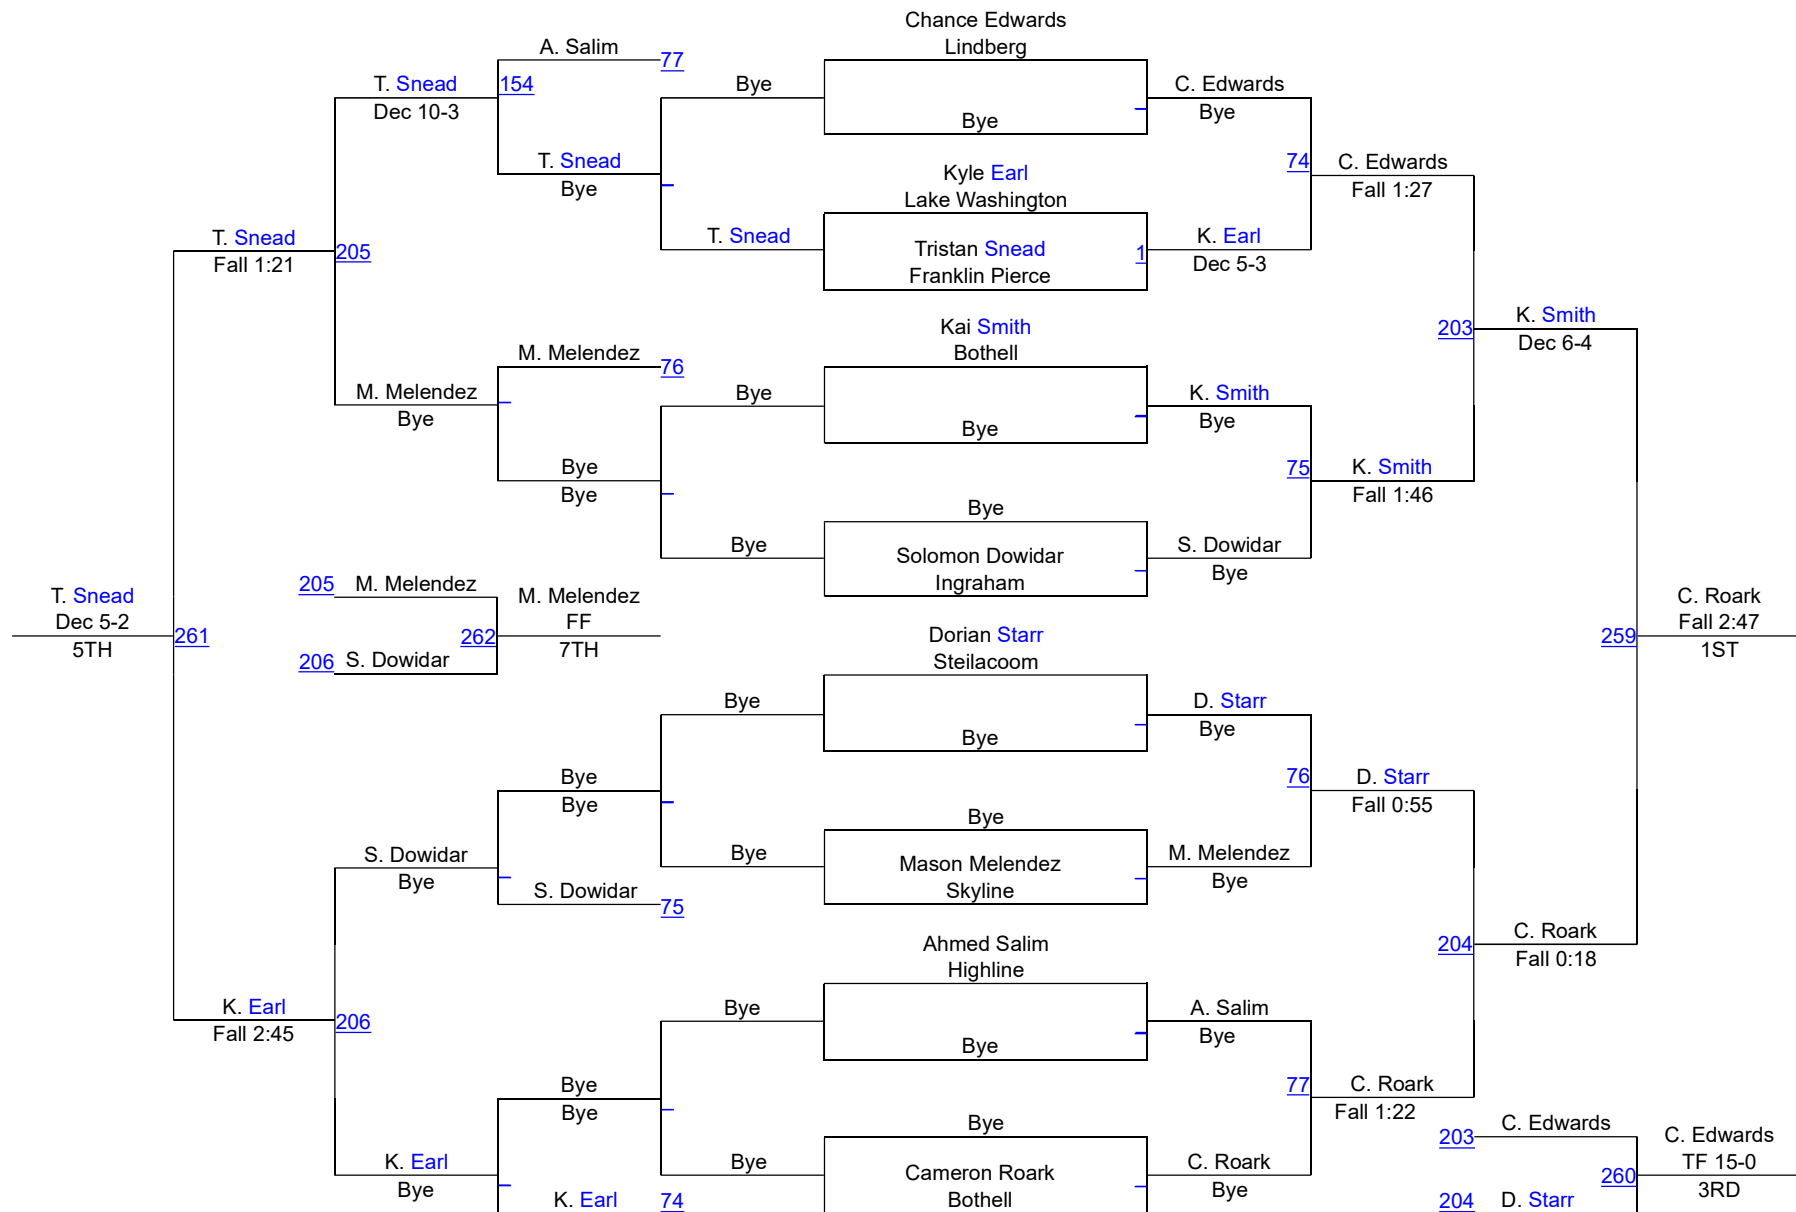 Chance Edwards
A. Salim
Lindberg
77
T. Snead
154
Bye
C. Edwards
Dec 10-3
Bye
Bye
T. Snead
74
C. Edwards
Bye
Kyle Earl
Fall 1:27
Lake Washington
T. Snead
T. Snead
K. Earl
Fall 1:21
205
Tristan Snead
1
Dec 5-3
Franklin Pierce
Kai Smith
203
K. Smith
M. Melendez
Bothell
Dec 6-4
76
M. Melendez
Bye
K. Smith
Bye
Bye
Bye
Bye
75
K. Smith
Bye
Fall 1:46
Bye
Bye
Solomon Dowidar
S. Dowidar
Ingraham
Bye
205
M. Melendez
T. Snead
M. Melendez
C. Roark
Dec 5-2
FF
Fall 2:47
261
262
Dorian Starr
259
5TH
7TH
1ST
206
S. Dowidar
Steilacoom
Bye
D. Starr
Bye
Bye
Bye
76
D. Starr
Bye
Fall 0:55
Bye
S. Dowidar
Bye
Mason Melendez
M. Melendez
Bye
S. Dowidar
Skyline
Bye
75
Ahmed Salim
204
C. Roark
Highline
Fall 0:18
K. Earl
Bye
A. Salim
Fall 2:45
206
Bye
Bye
Bye
77
C. Roark
Bye
Fall 1:22
Bye
203
C. Edwards
C. Edwards
K. Earl
Bye
Cameron Roark
C. Roark
TF 15-0
Bye
Bothell
Bye
260
3RD
K. Earl
74
204
D. Starr